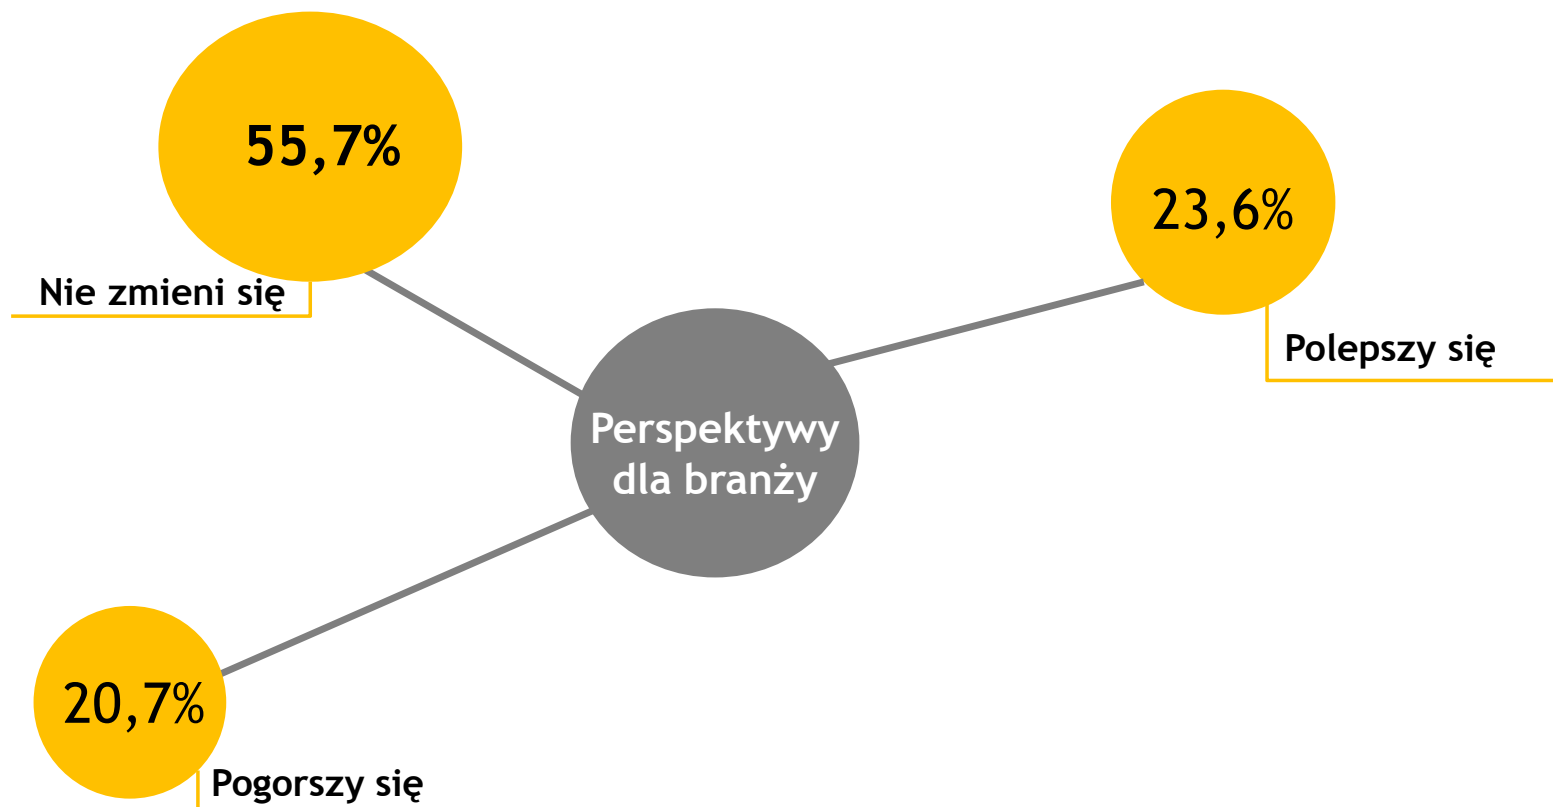 55,7%
Nie zmieni się
23,6%
Polepszy się
Perspektywy
dla branży
20,7%
Pogorszy się